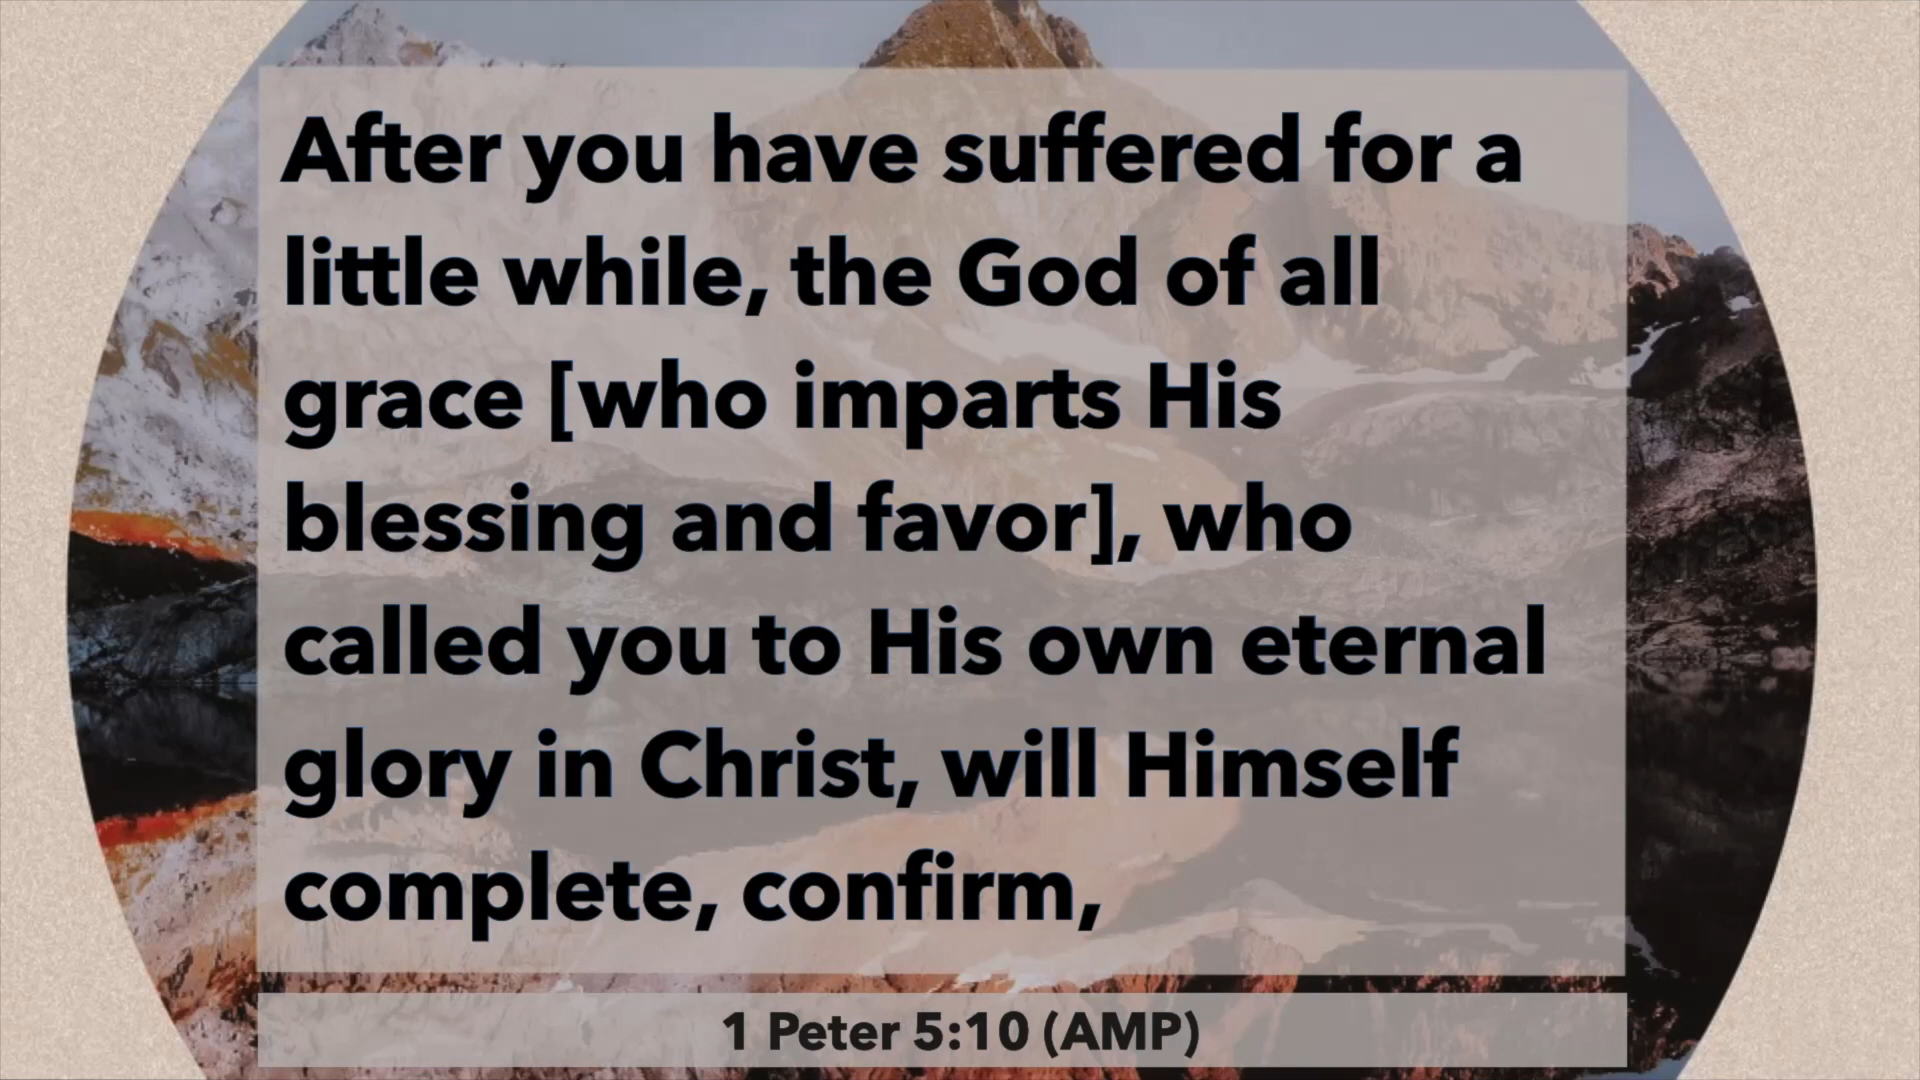 After you have suffered for a
little while, the God of all
grace [who imparts His
blessing and favor], who
called you to His own eternal
glory in Christ, will Himself
complete, confirm,
1 Peter 5:10 (AMP)